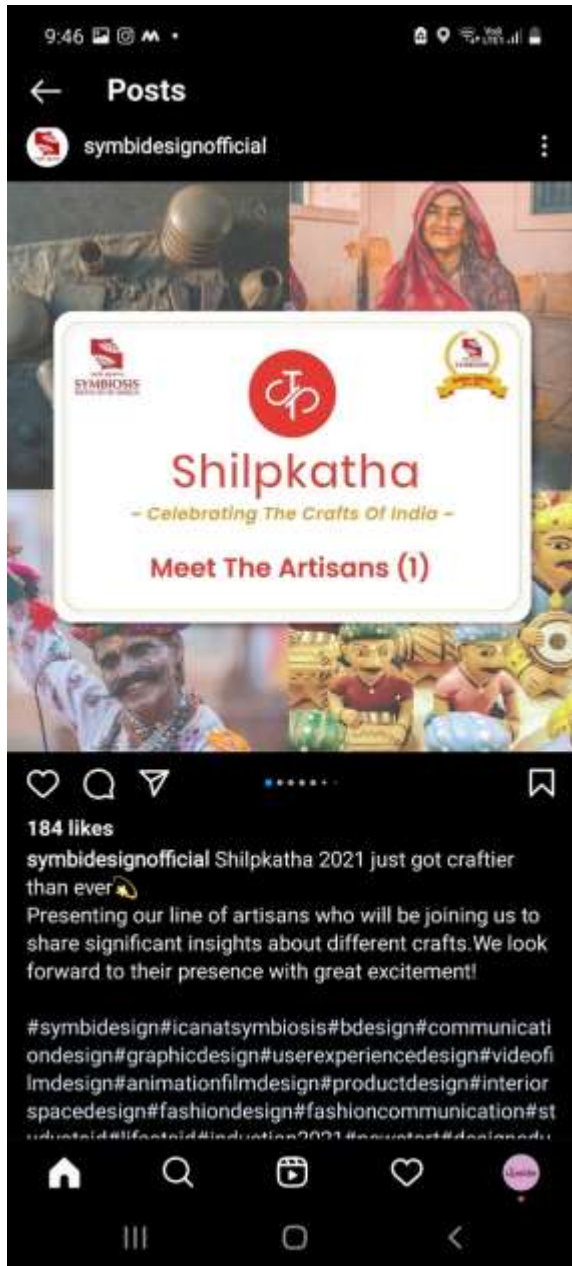 9:46
Posts
symbidesignofficial
SYMBIOSIS
SYMBIOSIS
Shilpkatha
~ Celebrating The Crafts Of India ~
Meet The Artisans (1)
184 likes
symbidesignofficial Shilpkatha 2021 just got craftier
than ever💫
Presenting our line of artisans who will be joining us to
share significant insights about different crafts.We look
forward to their presence with great excitement!
#symbidesign#icanatsymbiosis#bdesign#communicati
ondesign#graphicdesign#userexperiencedesign#videofi
lmdesign#animationfilmdesign#productdesign#interior
spacedesign#fashiondesign#fashioncommunication#st